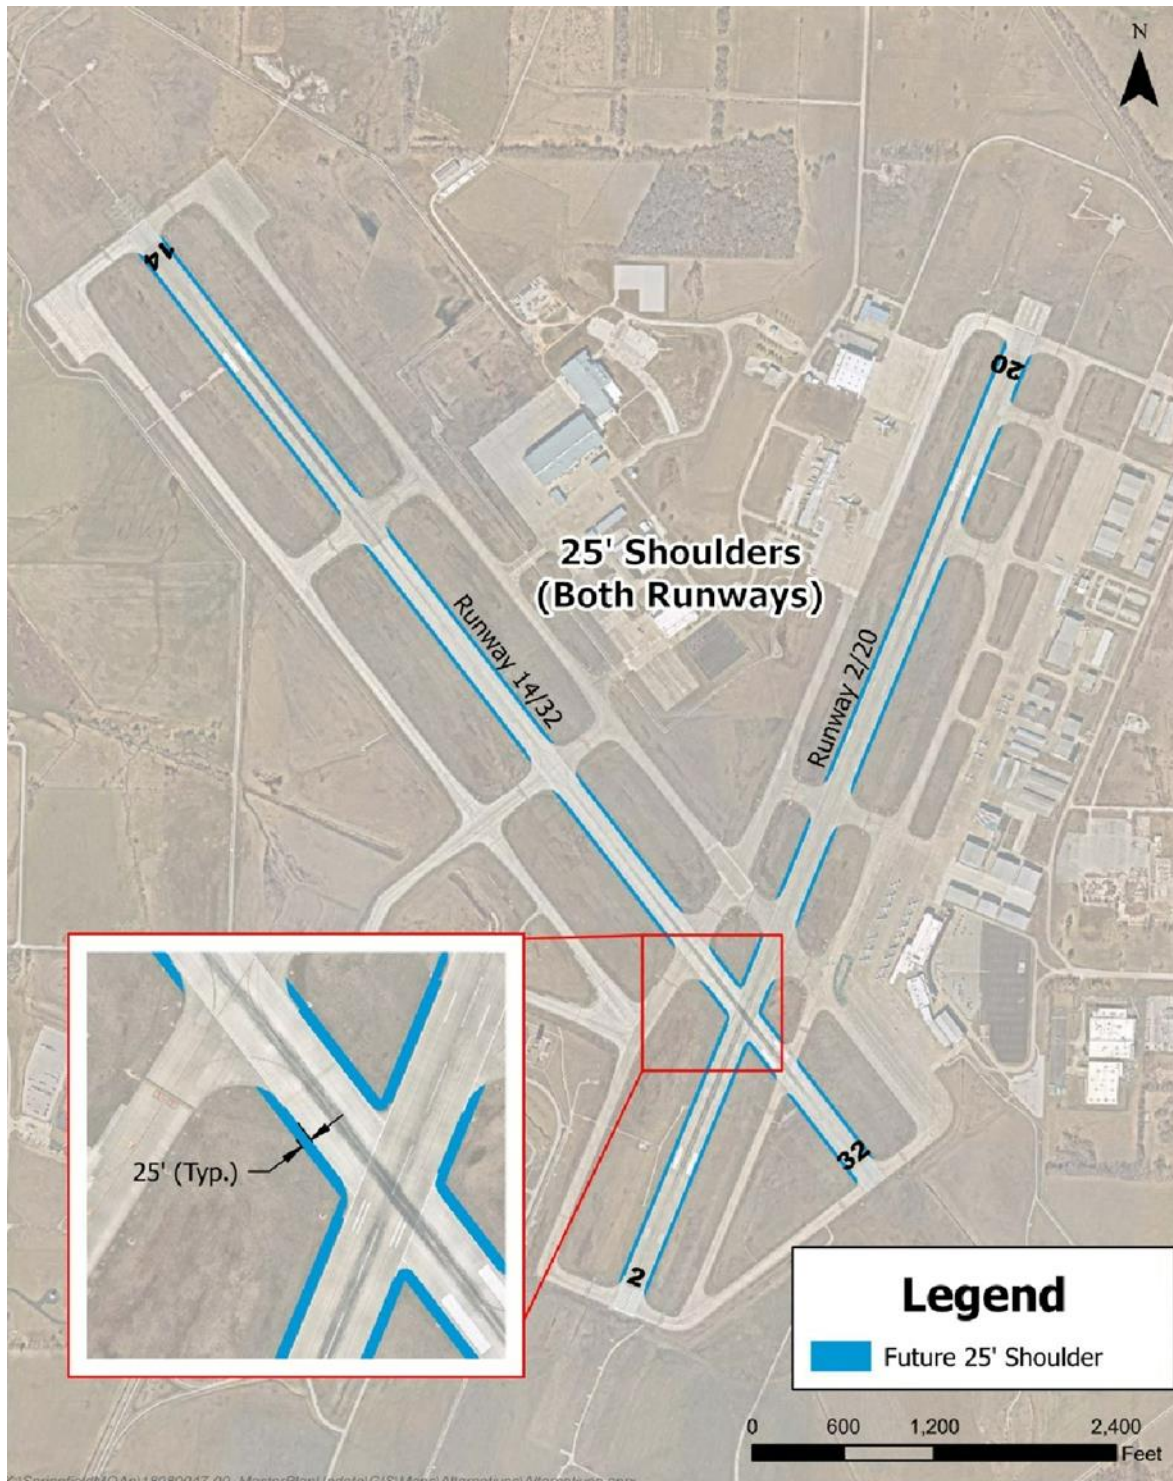 N
14
20
25' Shoulders
(Both Runways)
Runway 14/32
Runway 2/20
25' (Typ.)
32
2
Legend
Future 25' Shoulder
0 600 1,200 2,400
Feet